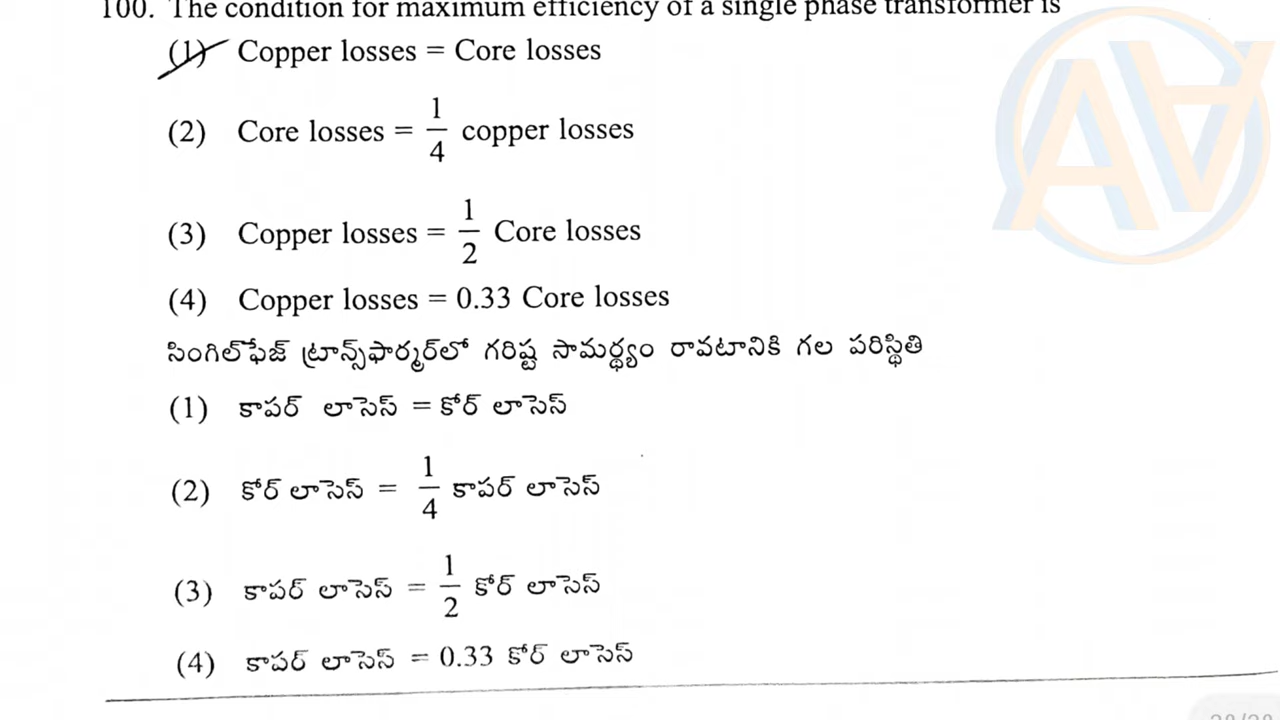 100. The condition for maximum efficiency of a single phase transformer is
(1) Copper losses = Core losses
(2) Core losses = 1/4 copper losses
(3) Copper losses = 1/2 Core losses
(4) Copper losses = 0.33 Core losses
సింగిల్‌ఫేజ్ ట్రాన్స్‌ఫార్మర్‌లో గరిష్ట సామర్థ్యం రావటానికి గల పరిస్థితి
(1) కాపర్ లాసెస్ = కోర్ లాసెస్
(2) కోర్ లాసెస్ = 1/4 కాపర్ లాసెస్
(3) కాపర్ లాసెస్ = 1/2 కోర్ లాసెస్
(4) కాపర్ లాసెస్ = 0.33 కోర్ లాసెస్